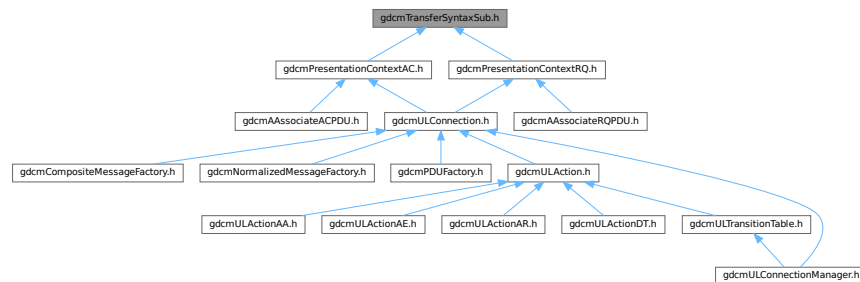 gdcmTransferSyntaxSub.h
gdcmPresentationContextAC.h
gdcmPresentationContextRQ.h
gdcmAAssociateACPDU.h
gdcmULConnection.h
gdcmAAssociateRQPDU.h
gdcmCompositeMessageFactory.h
gdcmNormalizedMessageFactory.h
gdcmPDUFactory.h
gdcmULAction.h
gdcmULActionAA.h
gdcmULActionAE.h
gdcmULActionAR.h
gdcmULActionDT.h
gdcmULTransitionTable.h
gdcmULConnectionManager.h